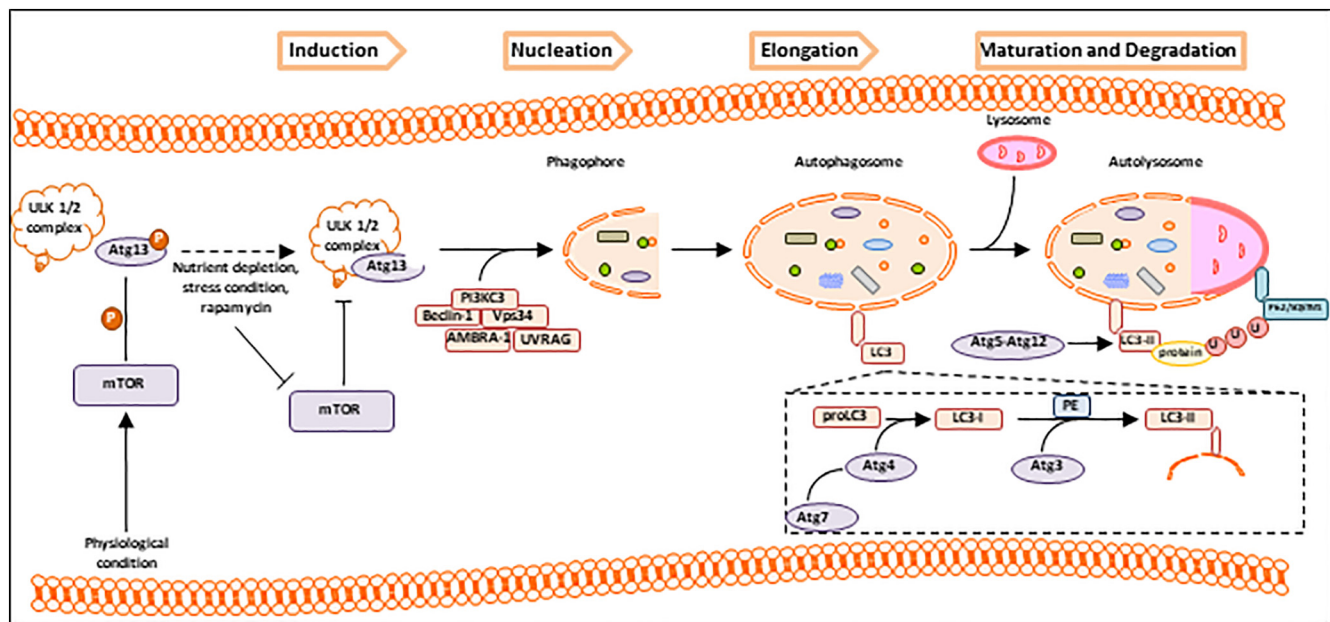 Induction
Nucleation
Elongation
Maturation and Degradation
Lysosome
Phagophore
Autophagosome
Autolysosome
ULK 1/2
complex
P
Atg13
Nutrient depletion,
stress condition,
rapamycin
ULK 1/2
complex
Atg13
P
mTOR
mTOR
Physiological
condition
PI3KC3
Beclin-1
Vps34
AMBRA-1
UVRAG
LC3
Atg5-Atg12
LC3-II
protein
U
U
U
proLC3
LC3-I
PE
LC3-II
Atg4
Atg3
Atg7